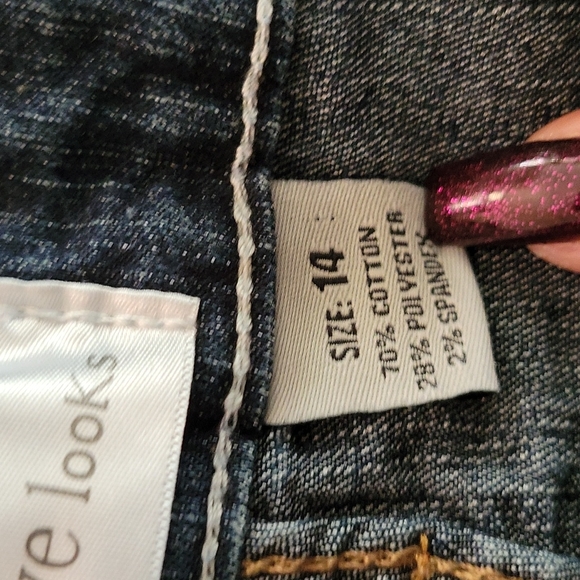 ve looks
SIZE: 14
70% COTTON
28% POLYESTER
2% SPANDEX